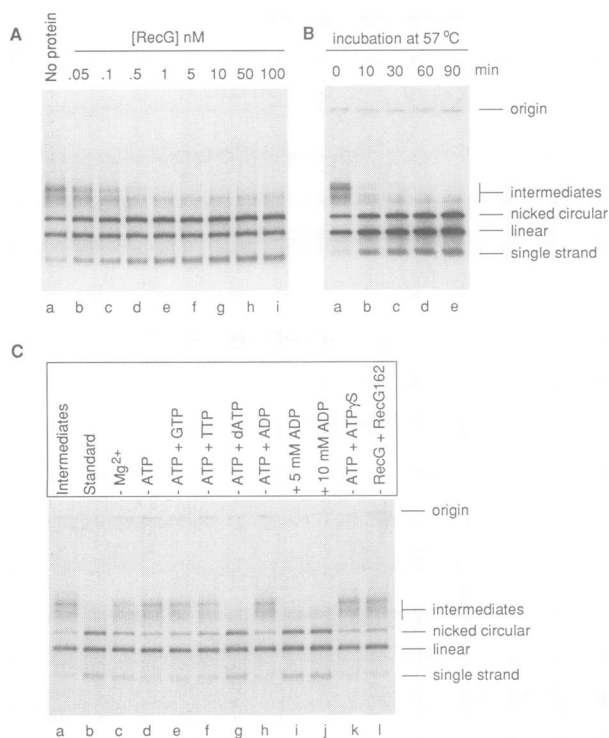 A
No protein
[RecG] nM
.05 .1 .5 1 5 10 50 100
a b c d e f g h i
B
incubation at 57 °C
0 10 30 60 90 min
origin
intermediates
nicked circular
linear
single strand
a b c d e
C
Intermediates
Standard
- Mg2+
- ATP
- ATP + GTP
- ATP + TTP
- ATP + dATP
- ATP + ADP
+ 5 mM ADP
+ 10 mM ADP
- ATP + ATPγS
- RecG + RecG162
origin
intermediates
nicked circular
linear
single strand
a b c d e f g h i j k l